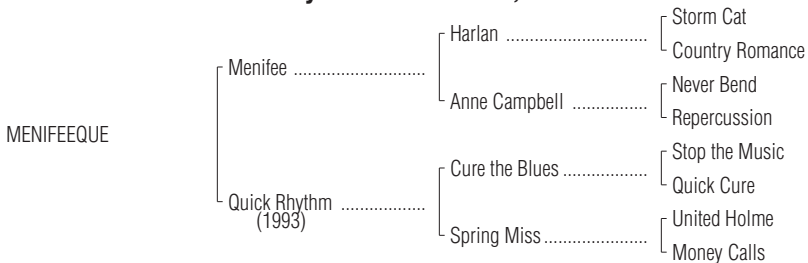 Storm Cat
Harlan ..............................
Country Romance
Menifee ............................
Never Bend
Anne Campbell ................
Repercussion
MENIFEEQUE
Stop the Music
Cure the Blues ..................
Quick Cure
Quick Rhythm ..................
(1993)
United Holme
Spring Miss......................
Money Calls